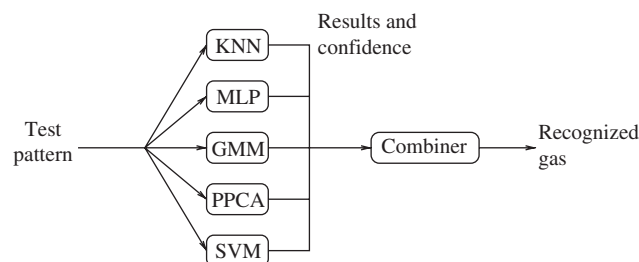 Results and
confidence
KNN
MLP
Test
pattern
GMM
Combiner
Recognized
gas
PPCA
SVM